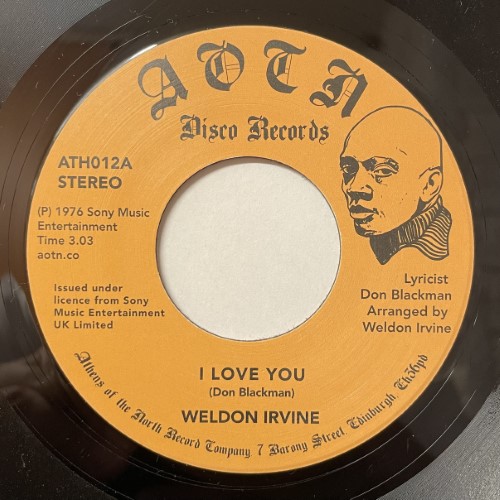 AOTN
Disco Records
ATH012A
STEREO
(P) 1976 Sony Music
Entertainment
Time 3.03
aotn.co
Issued under
licence from Sony
Music Entertainment
UK Limited
Lyricist
Don Blackman
Arranged by
Weldon Irvine
I LOVE YOU
(Don Blackman)
WELDON IRVINE
Athens of the North Record Company, 7 Barony Street, Edinburgh, Eh36pd